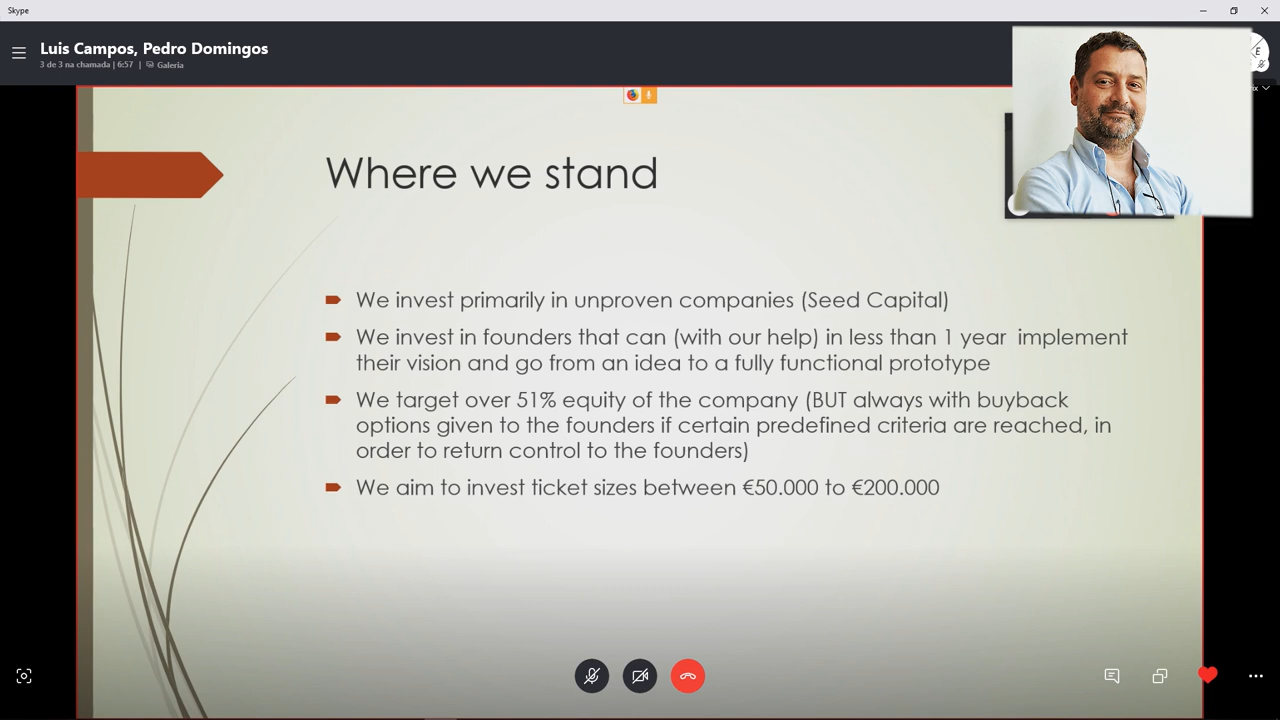 Skype
Luis Campos, Pedro Domingos
3 de 3 na chamada | 6:57 | Galeria
E
Where we stand
We invest primarily in unproven companies (Seed Capital)
We invest in founders that can (with our help) in less than 1 year implement
their vision and go from an idea to a fully functional prototype
We target over 51% equity of the company (BUT always with buyback
options given to the founders if certain predefined criteria are reached, in
order to return control to the founders)
We aim to invest ticket sizes between €50.000 to €200.000